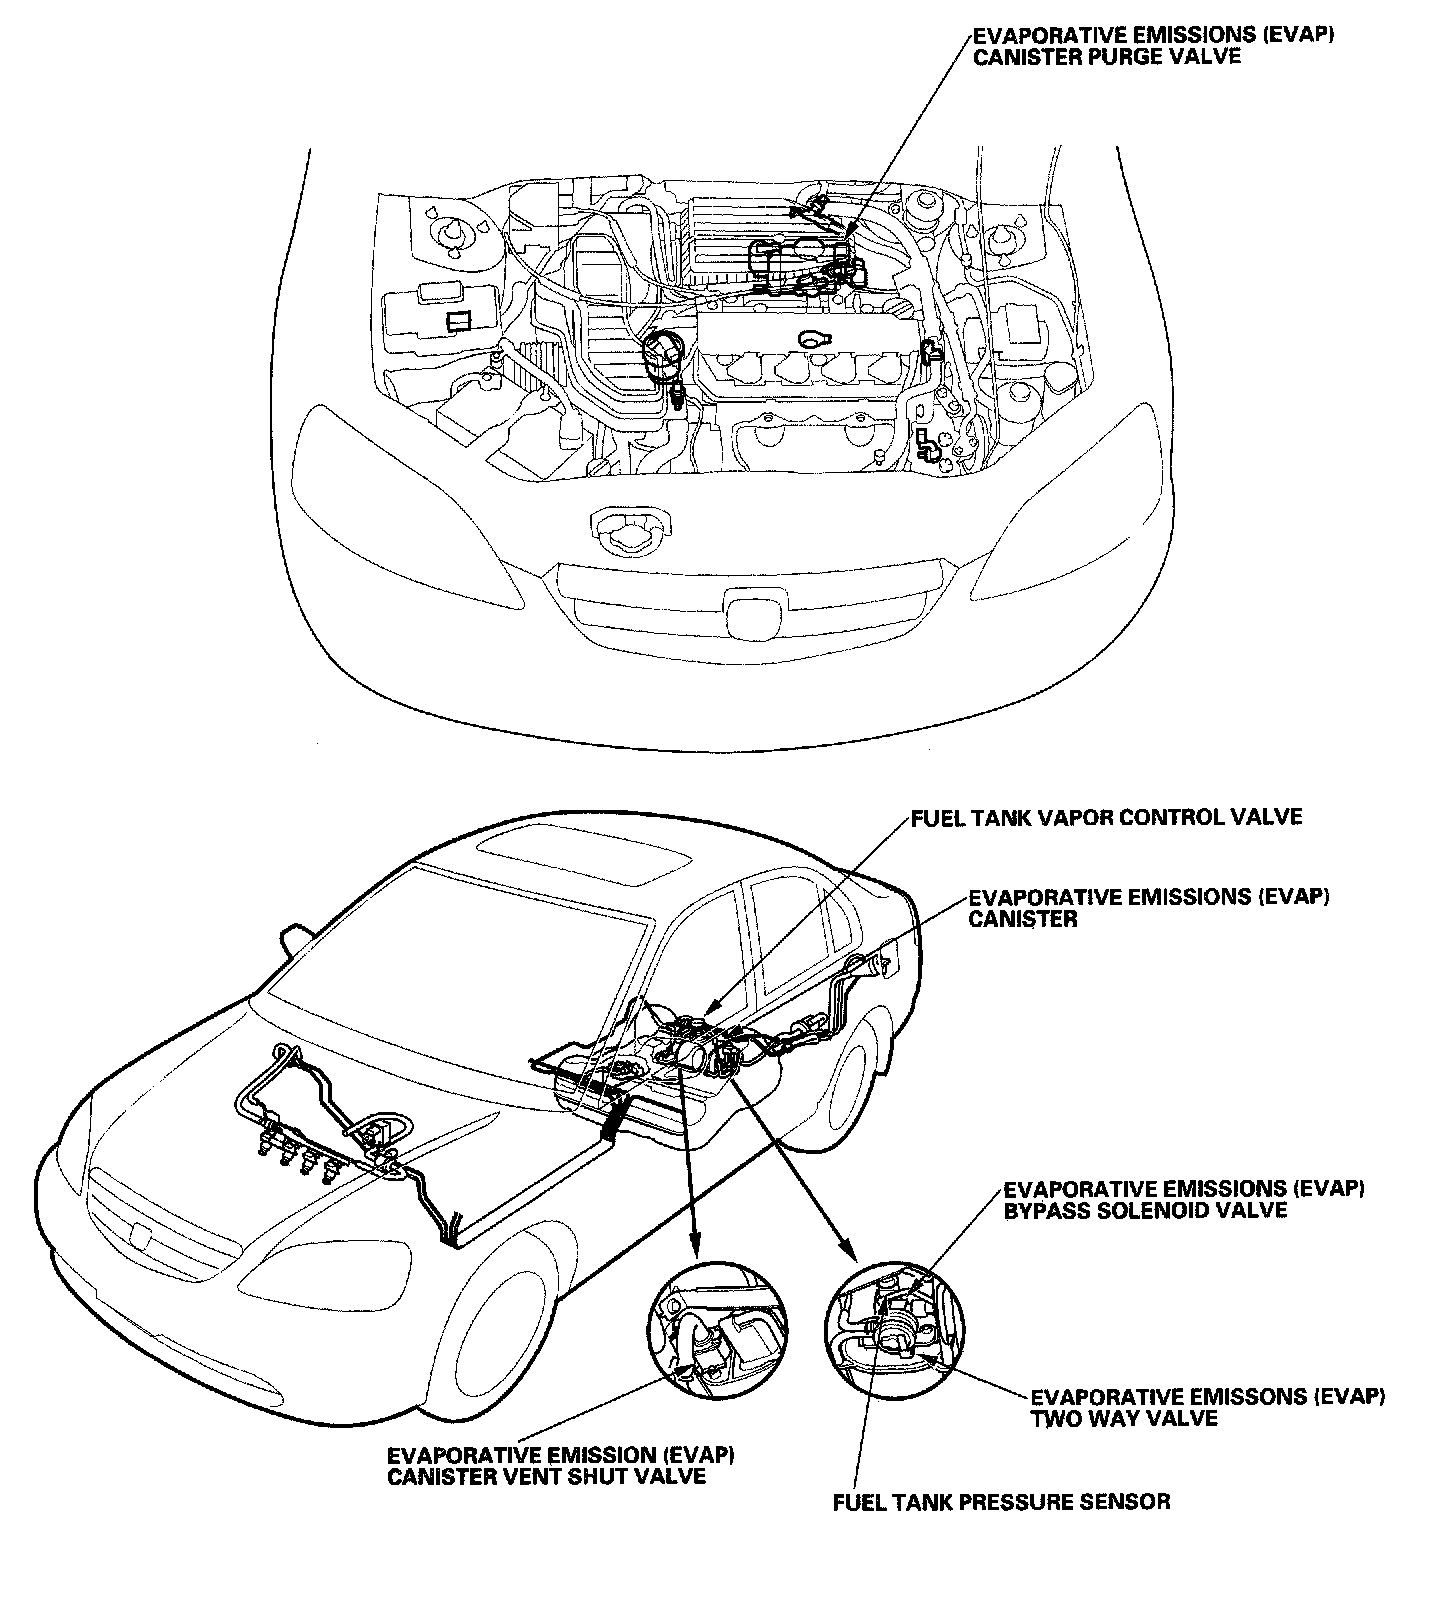 EVAPORATIVE EMISSIONS (EVAP)
CANISTER PURGE VALVE
FUEL TANK VAPOR CONTROL VALVE
EVAPORATIVE EMISSIONS (EVAP)
CANISTER
EVAPORATIVE EMISSIONS (EVAP)
BYPASS SOLENOID VALVE
EVAPORATIVE EMISSONS (EVAP)
TWO WAY VALVE
EVAPORATIVE EMISSION (EVAP)
CANISTER VENT SHUT VALVE
FUEL TANK PRESSURE SENSOR